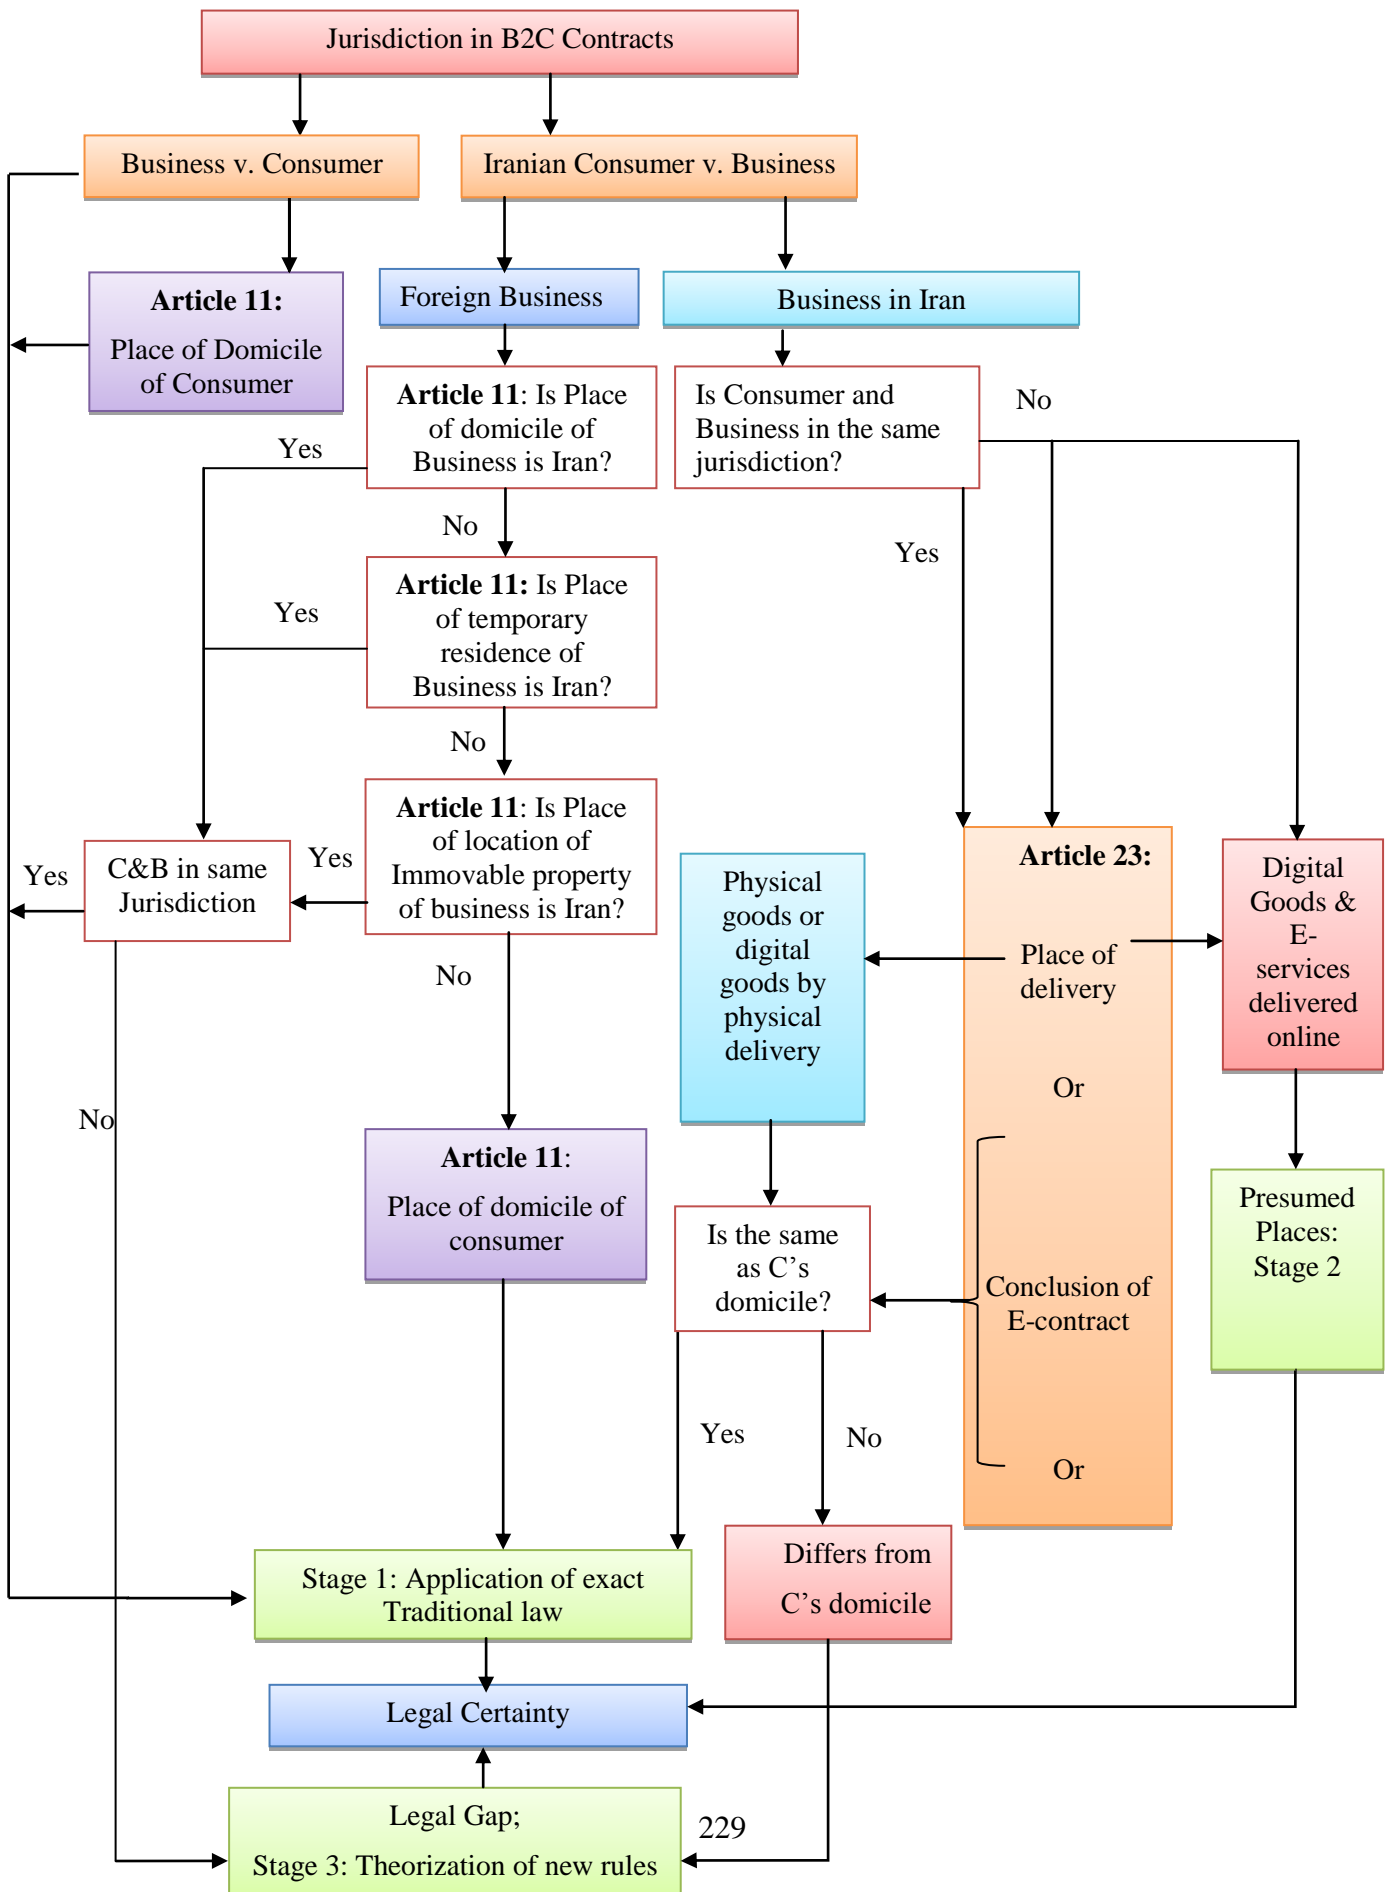 Jurisdiction in B2C Contracts
Business v. Consumer
Iranian Consumer v. Business
Article 11:
Place of Domicile
of Consumer
Foreign Business
Business in Iran
Article 11: Is Place
of domicile of
Business is Iran?
Is Consumer and
Business in the same
jurisdiction?
No
Yes
No
Yes
Article 11: Is Place
of temporary
residence of
Business is Iran?
Yes
No
Article 11: Is Place
of location of
Immovable property
of business is Iran?
Yes
C&B in same
Jurisdiction
Yes
No
No
Physical
goods or
digital
goods by
physical
delivery
Article 23:
Place of
delivery
Or
Conclusion of
E-contract
Or
Digital
Goods &
E-
services
delivered
online
Article 11:
Place of domicile of
consumer
Is the same
as C’s
domicile?
Presumed
Places:
Stage 2
Yes
No
Stage 1: Application of exact
Traditional law
Differs from
C’s domicile
Legal Certainty
Legal Gap;
Stage 3: Theorization of new rules
229